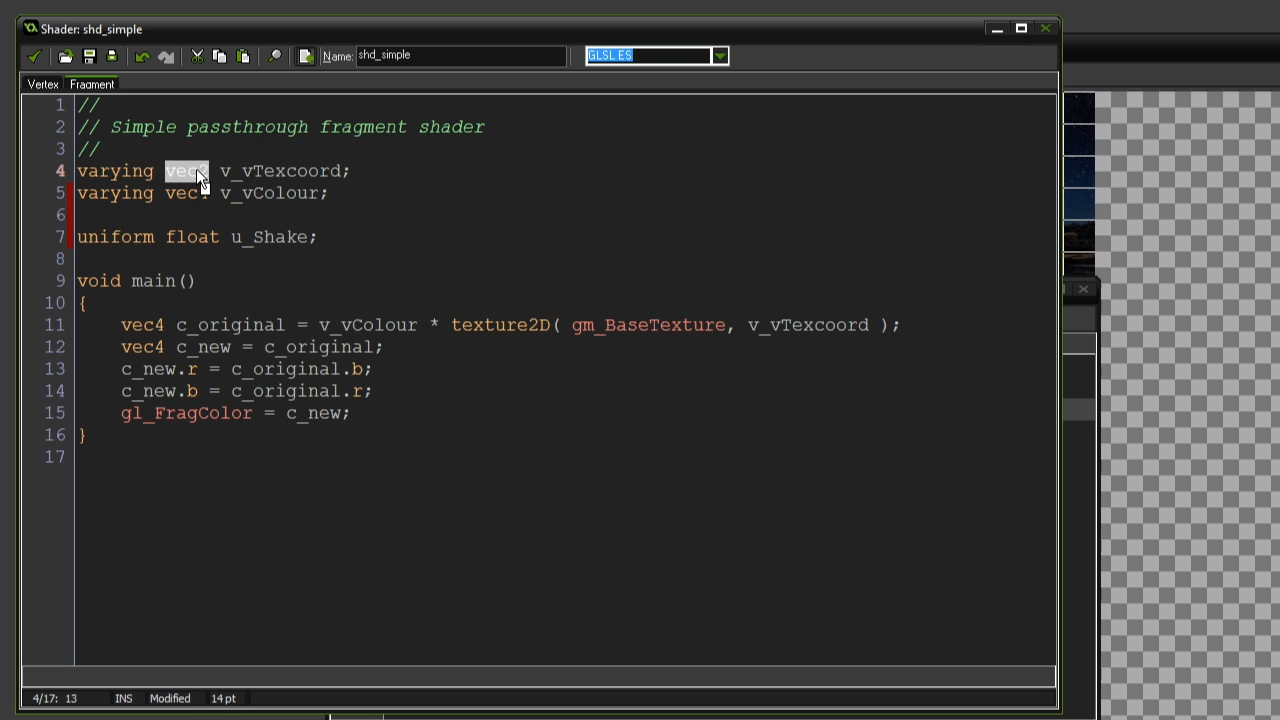 Shader: shd_simple
Name: shd_simple GLSL ES
Vertex Fragment
1 //
2 // Simple passthrough fragment shader
3 //
4 varying vec2 v_vTexcoord;
5 varying vec4 v_vColour;
6
7 uniform float u_Shake;
8
9 void main()
10 {
11 vec4 c_original = v_vColour * texture2D( gm_BaseTexture, v_vTexcoord );
12 vec4 c_new = c_original;
13 c_new.r = c_original.b;
14 c_new.b = c_original.r;
15 gl_FragColor = c_new;
16 }
17
4/17: 13 INS Modified 14 pt